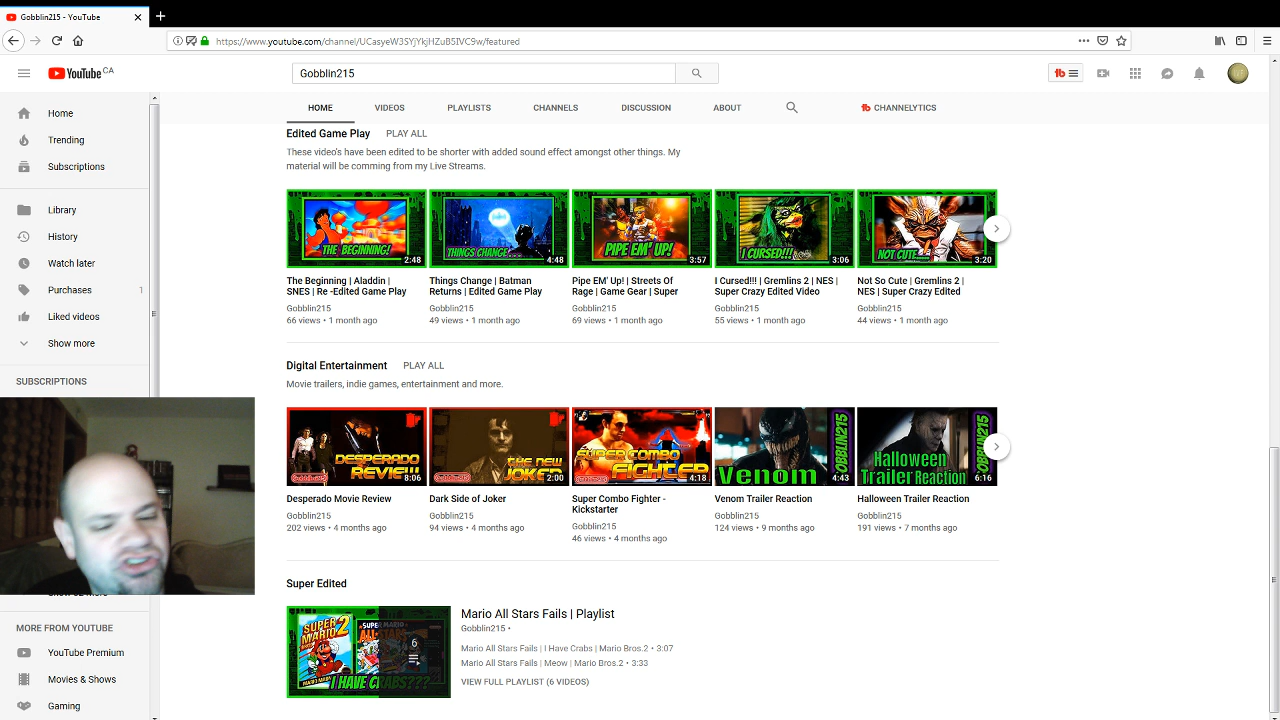 Gobblin215 - YouTube
https://www.youtube.com/channel/UCasyeW3SYjYkjHZuB5IVC9w/featured
YouTube CA
Gobblin215
HOME VIDEOS PLAYLISTS CHANNELS DISCUSSION ABOUT CHANNELYTICS
Home
Trending
Subscriptions
Library
History
Watch later
Purchases 1
Liked videos
Show more
SUBSCRIPTIONS
MORE FROM YOUTUBE
YouTube Premium
Movies & Shows
Gaming
Edited Game Play PLAY ALL
These video's have been edited to be shorter with added sound effect amongst other things. My
material will be comming from my Live Streams.
THE BEGINNING! 2:48
THINGS CHANGE 4:48
PIPE EM' UP! 3:57
I CURSED!!! 3:06
NOT CUTE 3:20
The Beginning | Aladdin |
SNES | Re -Edited Game Play
Gobblin215
66 views • 1 month ago
Things Change | Batman
Returns | Edited Game Play
Gobblin215
49 views • 1 month ago
Pipe EM' Up! | Streets Of
Rage | Game Gear | Super
Gobblin215
69 views • 1 month ago
I Cursed!!! | Gremlins 2 | NES |
Super Crazy Edited Video
Gobblin215
55 views • 1 month ago
Not So Cute | Gremlins 2 |
NES | Super Crazy Edited
Gobblin215
44 views • 1 month ago
Digital Entertainment PLAY ALL
Movie trailers, indie games, entertainment and more.
DESPERADO
REVIEW!!! 8:06
THE NEW
JOKER 2:00
SUPER COMBO
FIGHTER 4:18
Venom 4:43
GOBBLIN215
Halloween
Trailer Reaction 6:16
GOBBLIN215
Desperado Movie Review
Gobblin215
202 views • 4 months ago
Dark Side of Joker
Gobblin215
94 views • 4 months ago
Super Combo Fighter -
Kickstarter
Gobblin215
46 views • 4 months ago
Venom Trailer Reaction
Gobblin215
124 views • 9 months ago
Halloween Trailer Reaction
Gobblin215
191 views • 7 months ago
Super Edited
SUPER
MARIO
2
I HAVE CRABS???
6
Mario All Stars Fails | Playlist
Gobblin215 •
Mario All Stars Fails | I Have Crabs | Mario Bros.2 • 3:07
Mario All Stars Fails | Meow | Mario Bros.2 • 3:33
VIEW FULL PLAYLIST (6 VIDEOS)